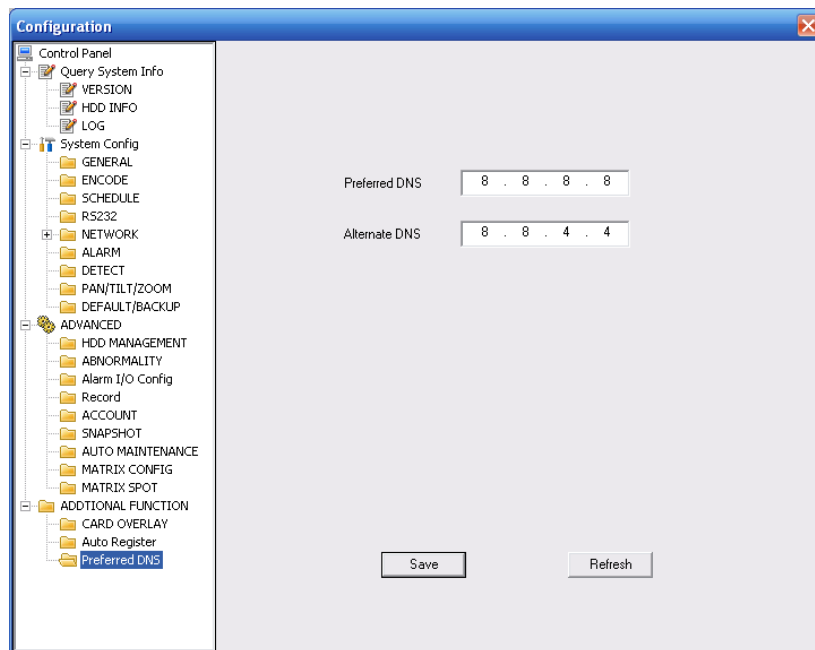 Configuration
Control Panel
Query System Info
VERSION
HDD INFO
LOG
System Config
GENERAL
ENCODE
SCHEDULE
RS232
NETWORK
ALARM
DETECT
PAN/TILT/ZOOM
DEFAULT/BACKUP
ADVANCED
HDD MANAGEMENT
ABNORMALITY
Alarm I/O Config
Record
ACCOUNT
SNAPSHOT
AUTO MAINTENANCE
MATRIX CONFIG
MATRIX SPOT
ADDTIONAL FUNCTION
CARD OVERLAY
Auto Register
Preferred DNS
Preferred DNS 8 . 8 . 8 . 8
Alternate DNS 8 . 8 . 4 . 4
Save Refresh